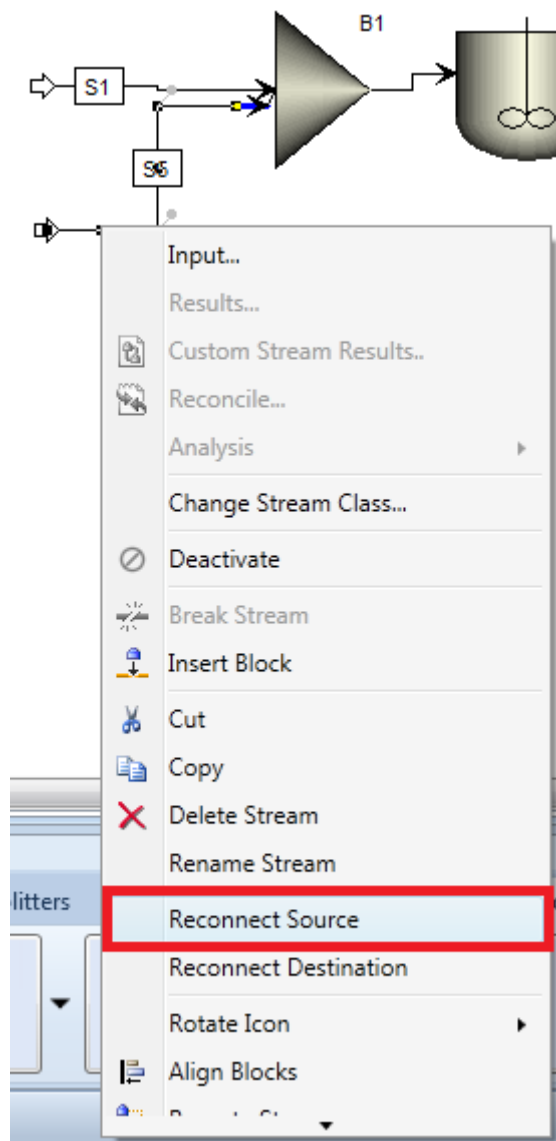 B1
S1
S5
Input...
Results...
Custom Stream Results..
Reconcile...
Analysis
Change Stream Class...
Deactivate
Break Stream
Insert Block
Cut
Copy
Delete Stream
Rename Stream
litters
Reconnect Source
Reconnect Destination
Rotate Icon
Align Blocks